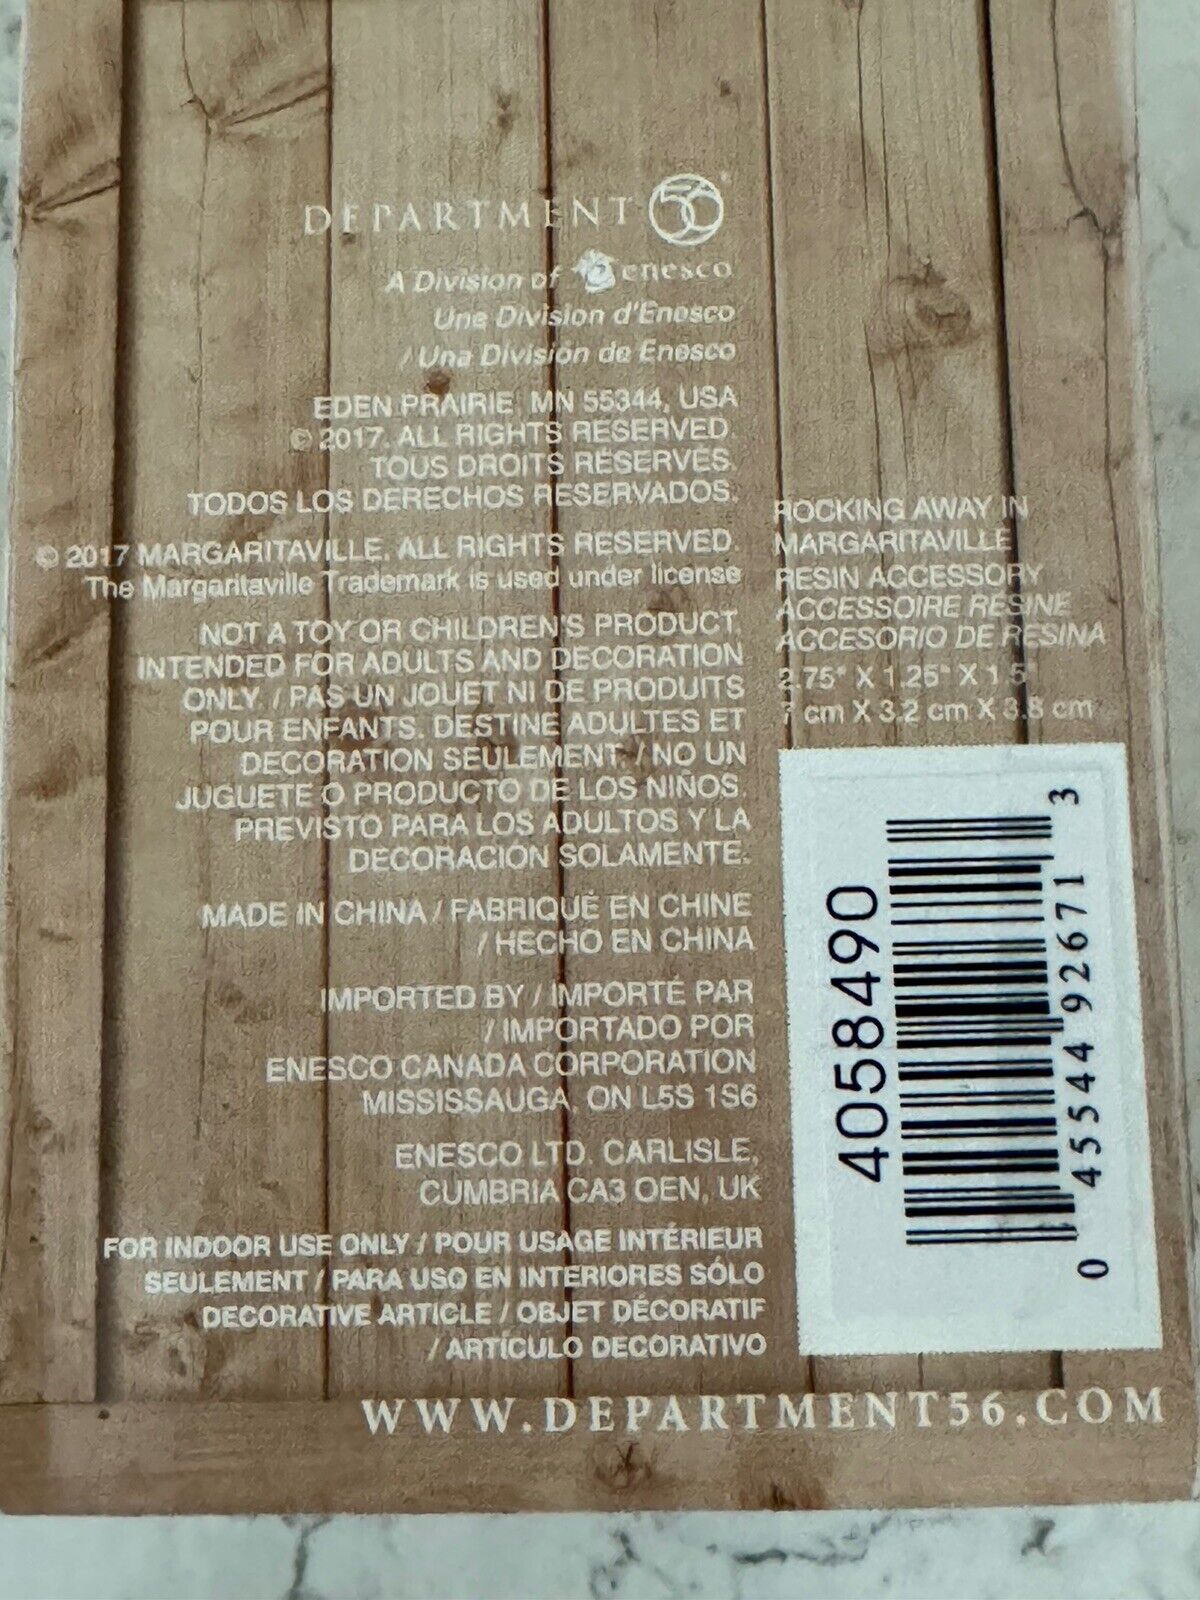 DEPARTMENT 56®
A Division of enesco
Une Division d'Enesco
/ Una Division de Enesco
EDEN PRAIRIE, MN 55344, USA
© 2017. ALL RIGHTS RESERVED.
TOUS DROITS RÉSERVÉS.
TODOS LOS DERECHOS RESERVADOS.
© 2017 MARGARITAVILLE, ALL RIGHTS RESERVED.
The Margaritaville Trademark is used under license
NOT A TOY OR CHILDREN'S PRODUCT.
INTENDED FOR ADULTS AND DECORATION
ONLY. / PAS UN JOUET NI DE PRODUITS
POUR ENFANTS. DESTINÉ ADULTES ET
DECORATION SEULEMENT. / NO UN
JUGUETE O PRODUCTO DE LOS NIÑOS.
PREVISTO PARA LOS ADULTOS Y LA
DECORACIÓN SOLAMENTE.
MADE IN CHINA / FABRIQUÉ EN CHINE
/ HECHO EN CHINA
IMPORTED BY / IMPORTÉ PAR
/ IMPORTADO POR
ENESCO CANADA CORPORATION
MISSISSAUGA, ON L5S 1S6
ENESCO LTD. CARLISLE,
CUMBRIA CA3 OEN, UK
FOR INDOOR USE ONLY / POUR USAGE INTÉRIEUR
SEULEMENT / PARA USO EN INTERIORES SÓLO
DECORATIVE ARTICLE / OBJET DÉCORATIF
/ ARTÍCULO DECORATIVO
ROCKING AWAY IN
MARGARITAVILLE
RESIN ACCESSORY
ACCESSOIRE RÉSINE
ACCESORIO DE RESINA
2.75" X 1.25" X 1.5"
7 cm X 3.2 cm X 3.8 cm
4058490
0 45544 92671 3
WWW.DEPARTMENT56.COM